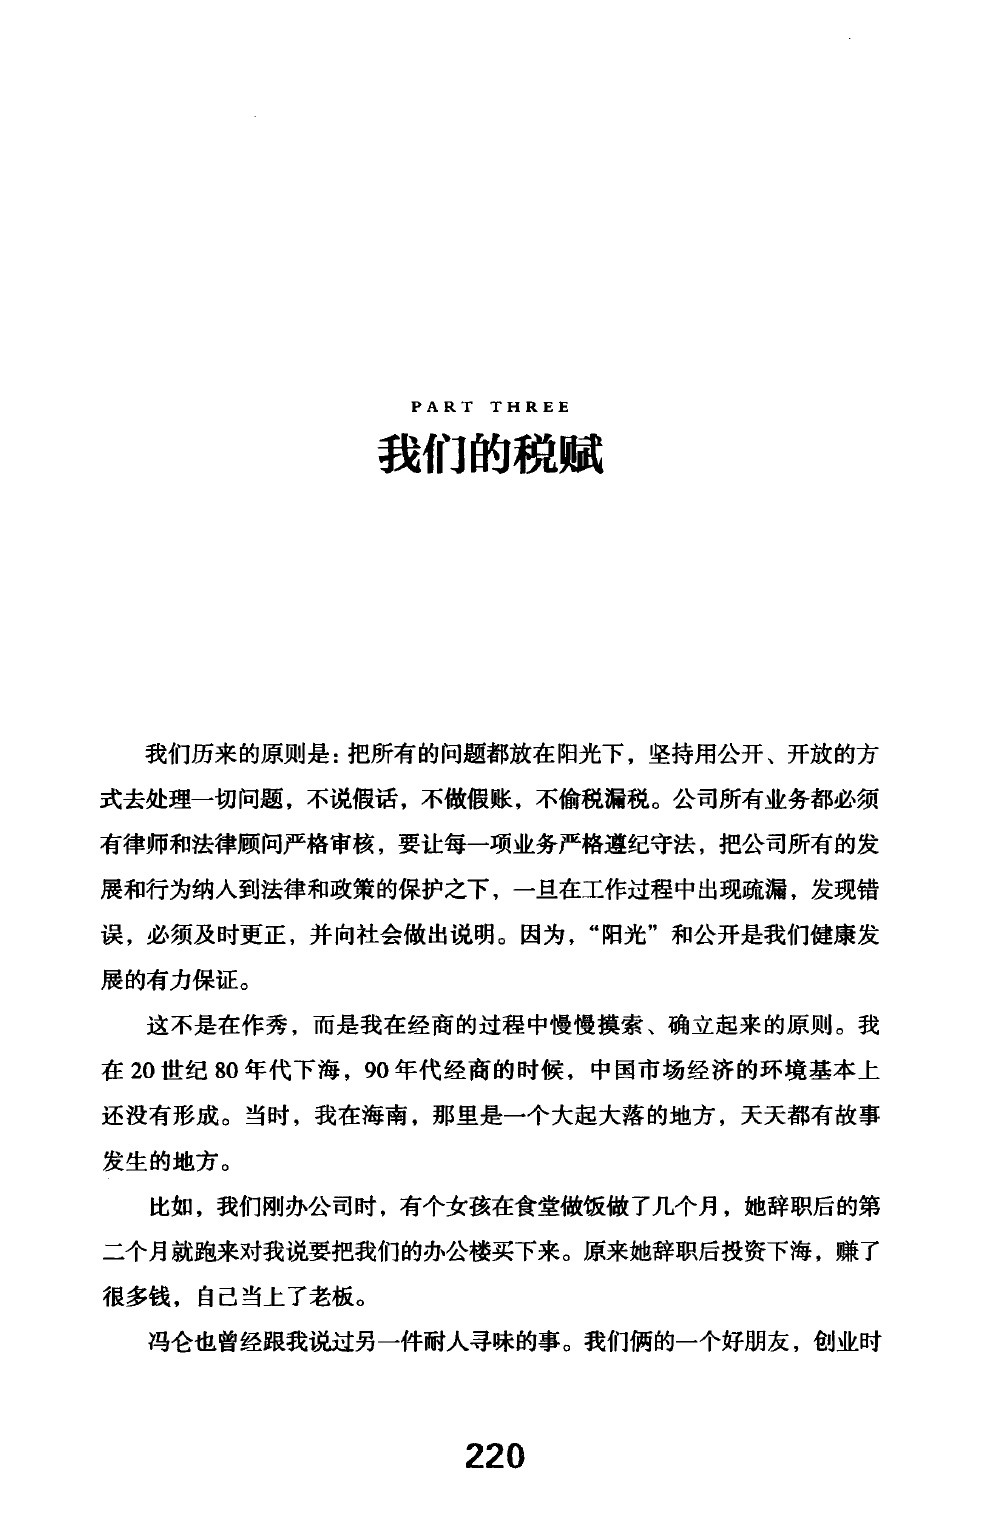 PART THREE
我们的税赋
我们历来的原则是：把所有的问题都放在阳光下，坚持用公开、开放的方
式去处理一切问题，不说假话，不做假账，不偷税漏税。公司所有业务都必须
有律师和法律顾问严格审核，要让每一项业务严格遵纪守法，把公司所有的发
展和行为纳入到法律和政策的保护之下，一旦在工作过程中出现疏漏，发现错
误，必须及时更正，并向社会做出说明。因为，“阳光”和公开是我们健康发
展的有力保证。
这不是在作秀，而是我在经商的过程中慢慢摸索、确立起来的原则。我
在 20 世纪 80 年代下海，90 年代经商的时候，中国市场经济的环境基本上
还没有形成。当时，我在海南，那里是一个大起大落的地方，天天都有故事
发生的地方。
比如，我们刚办公司时，有个女孩在食堂做饭做了几个月，她辞职后的第
二个月就跑来对我说要把我们的办公楼买下来。原来她辞职后投资下海，赚了
很多钱，自己当上了老板。
冯仑也曾经跟我说过另一件耐人寻味的事。我们俩的一个好朋友，创业时
220